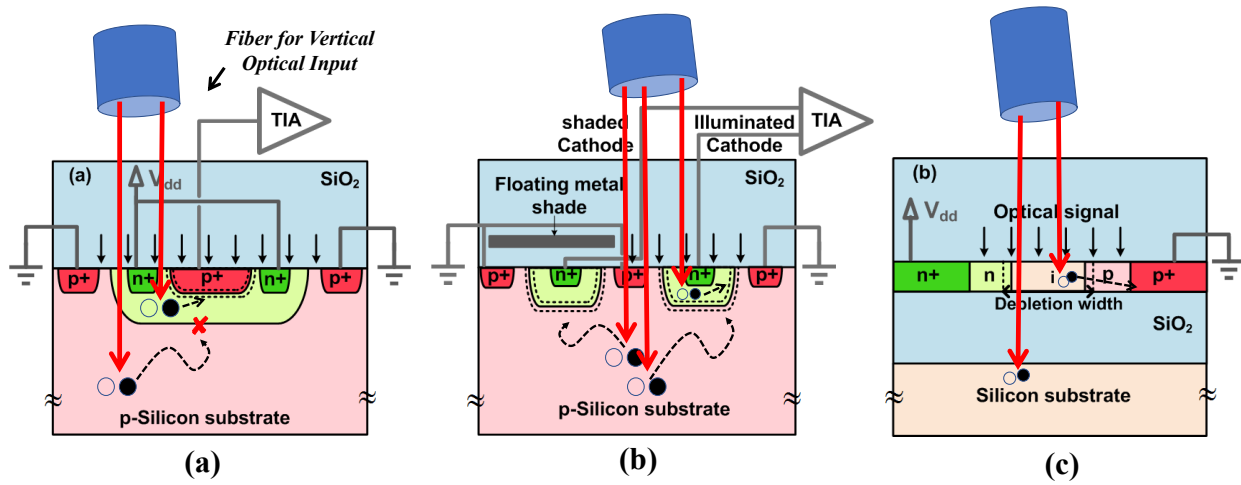 Fiber for Vertical
Optical Input
TIA
(a)
Vdd
SiO2
p+
n+
p+
n+
p+
p-Silicon substrate
≈
≈
(a)
shaded
Cathode
Illuminated
Cathode
TIA
Floating metal
shade
SiO2
p+
n+
p+
n+
p+
p-Silicon substrate
≈
≈
(b)
(b)
Vdd
SiO2
Optical signal
n+
n
i
p
p+
Depletion width
SiO2
Silicon substrate
≈
≈
(c)